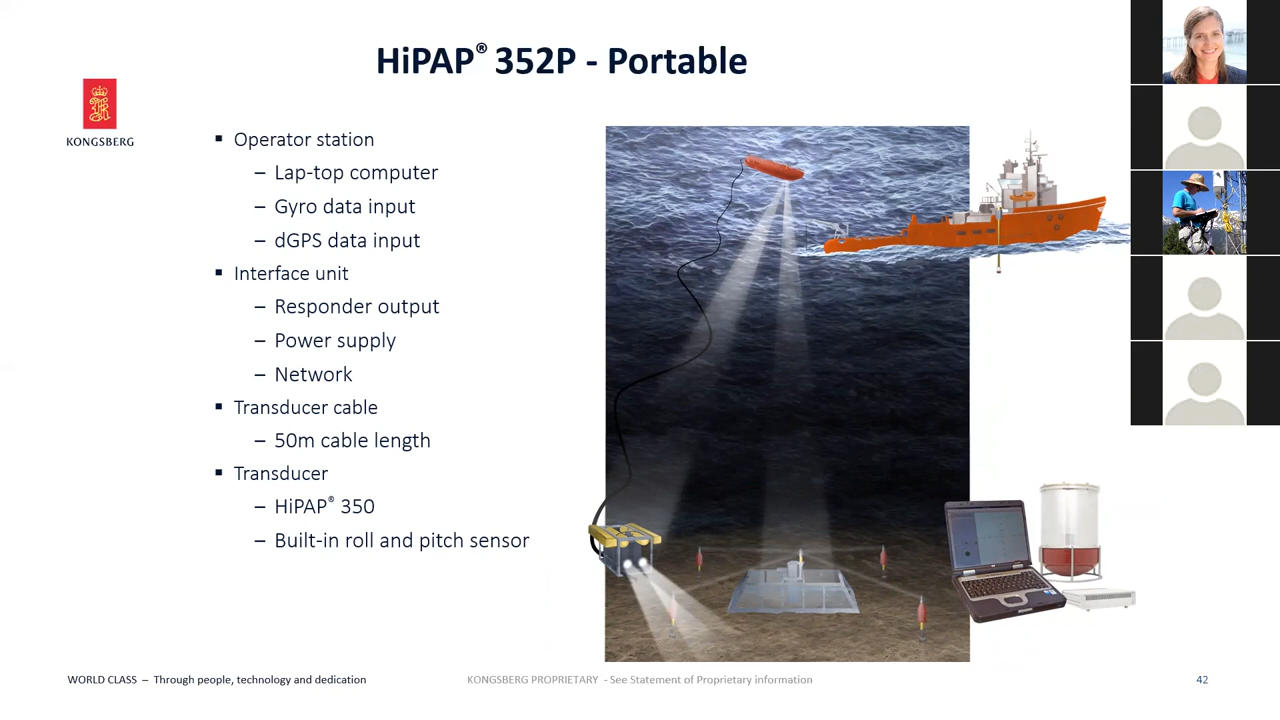 HiPAP® 352P - Portable
KONGSBERG
▪ Operator station
– Lap-top computer
– Gyro data input
– dGPS data input
▪ Interface unit
– Responder output
– Power supply
– Network
▪ Transducer cable
– 50m cable length
▪ Transducer
– HiPAP® 350
– Built-in roll and pitch sensor
WORLD CLASS – Through people, technology and dedication
KONGSBERG PROPRIETARY - See Statement of Proprietary information
42